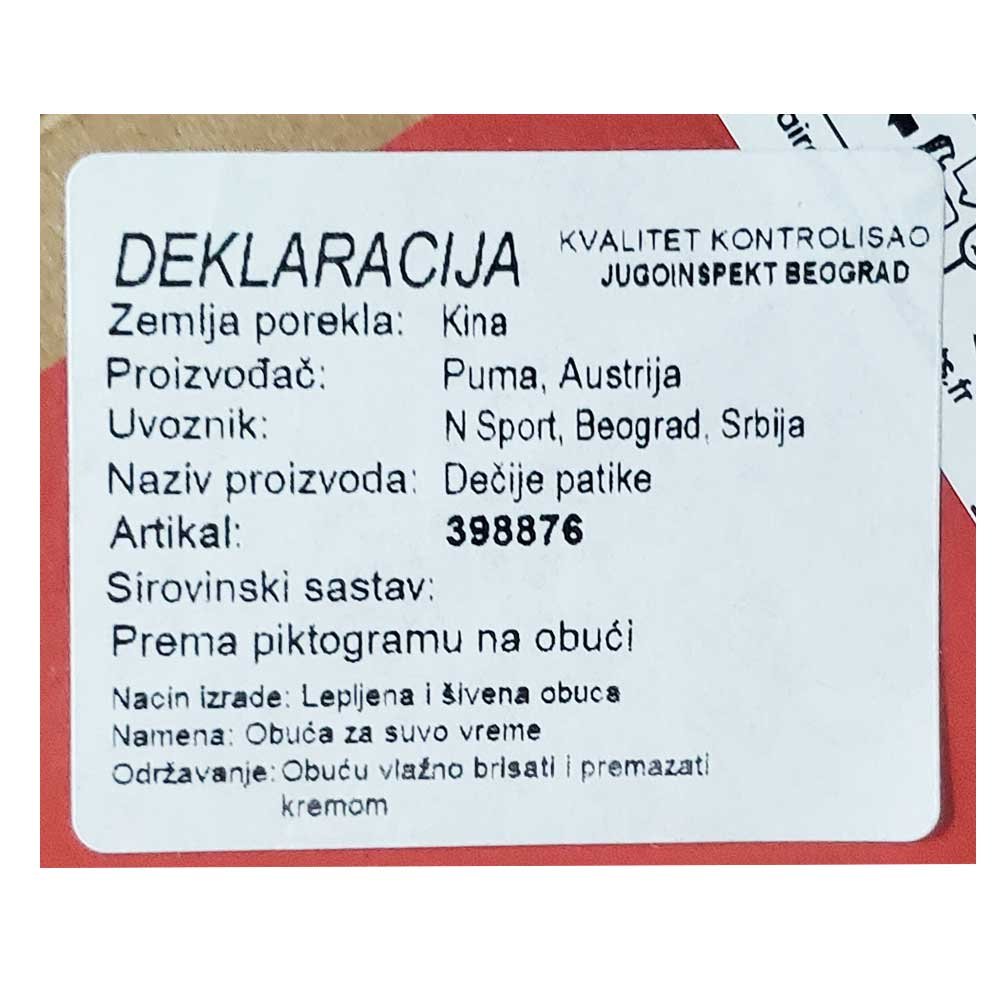 DEKLARACIJA
KVALITET KONTROLISAO
JUGOINSPEKT BEOGRAD
Zemlja porekla: Kina
Proizvođač: Puma, Austrija
Uvoznik: N Sport, Beograd, Srbija
Naziv proizvoda: Dečije patike
Artikal: 398876
Sirovinski sastav:
Prema piktogramu na obući
Nacin izrade: Lepljena i šivena obuca
Namena: Obuća za suvo vreme
Održavanje: Obuću vlažno brisati i premazati
kremom